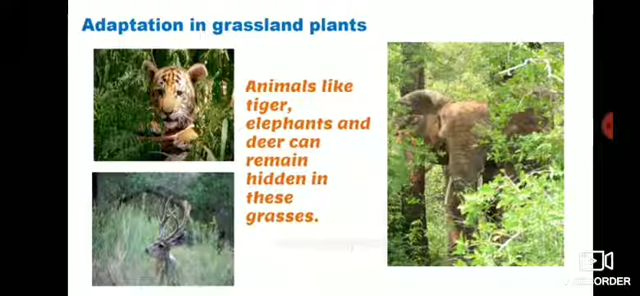 Adaptation in grassland plants
Animals like
tiger,
elephants and
deer can
remain
hidden in
these
grasses.